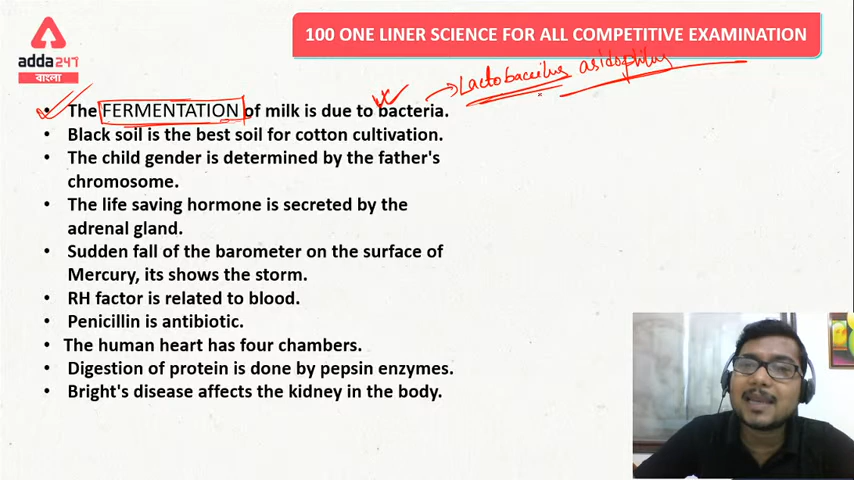 adda247
বাংলা
100 ONE LINER SCIENCE FOR ALL COMPETITIVE EXAMINATION
Lactobacillus asidoptilus
• The FERMENTATION of milk is due to bacteria.
• Black soil is the best soil for cotton cultivation.
• The child gender is determined by the father's
chromosome.
• The life saving hormone is secreted by the
adrenal gland.
• Sudden fall of the barometer on the surface of
Mercury, its shows the storm.
• RH factor is related to blood.
• Penicillin is antibiotic.
• The human heart has four chambers.
• Digestion of protein is done by pepsin enzymes.
• Bright's disease affects the kidney in the body.